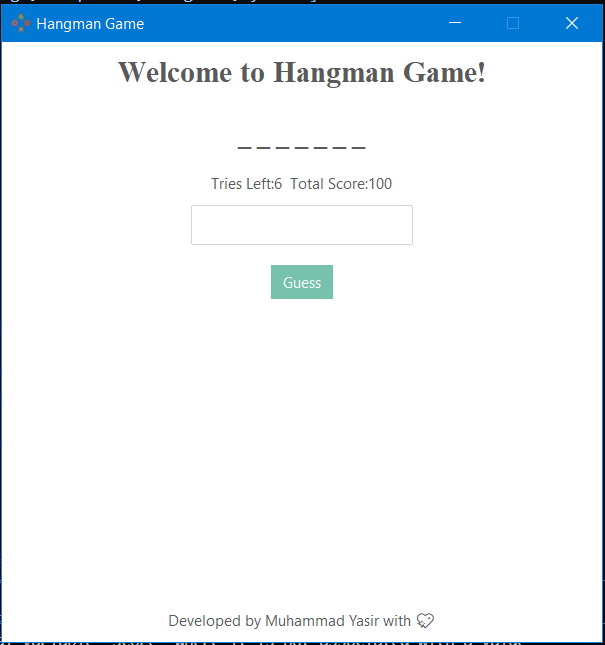 Hangman Game
Welcome to Hangman Game!
_ _ _ _ _ _ _
Tries Left:6 Total Score:100
Guess
Developed by Muhammad Yasir with